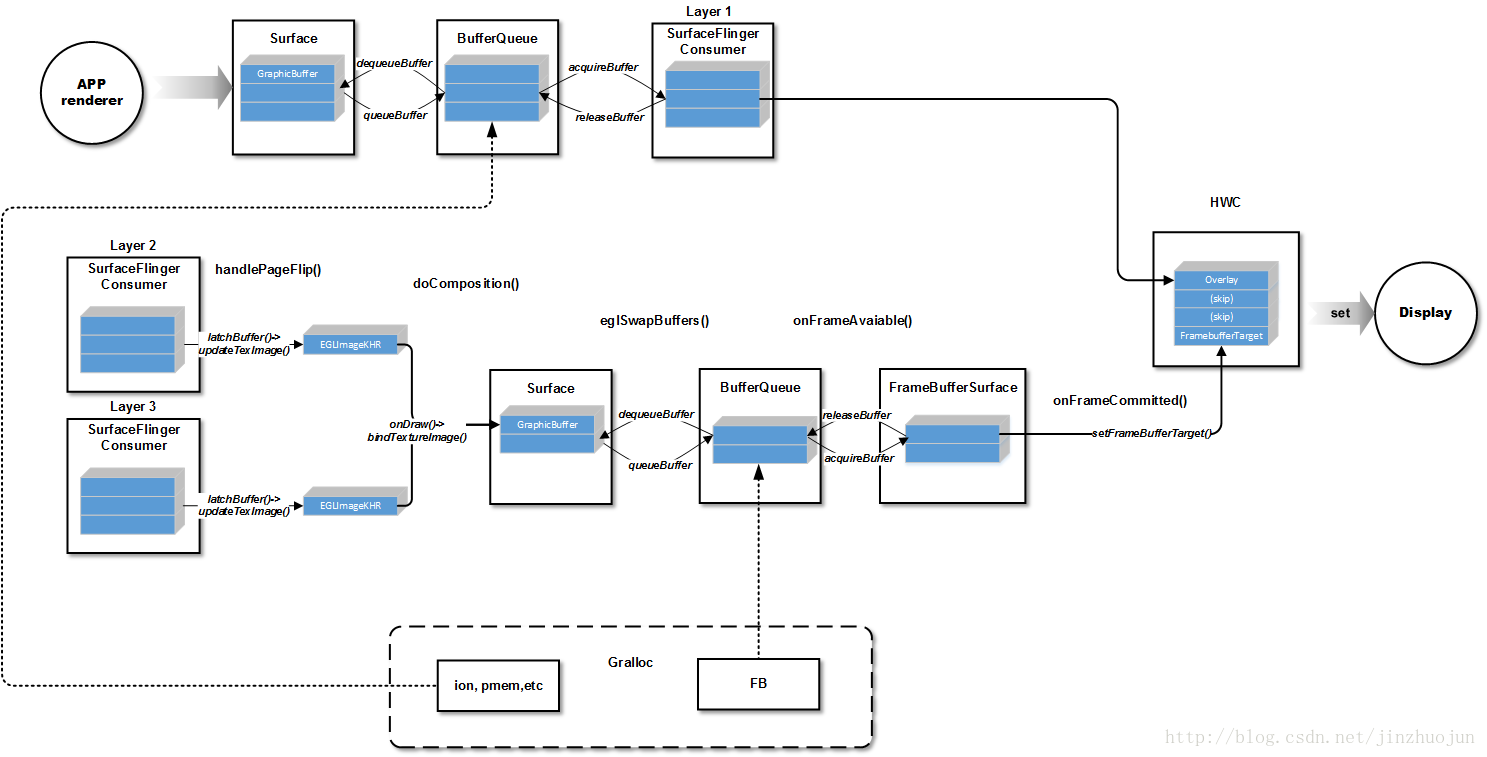 Layer 1
APP
renderer
Surface
GraphicBuffer
dequeueBuffer
queueBuffer
BufferQueue
acquireBuffer
releaseBuffer
SurfaceFlinger
Consumer
HWC
Overlay
(skip)
(skip)
FramebufferTarget
set
Display
Layer 2
SurfaceFlinger
Consumer
handlePageFlip()
latchBuffer()->
updateTexImage()
EGLImageKHR
doComposition()
Layer 3
SurfaceFlinger
Consumer
latchBuffer()->
updateTexImage()
EGLImageKHR
onDraw()->
bindTextureImage()
Surface
GraphicBuffer
eglSwapBuffers()
dequeueBuffer
queueBuffer
BufferQueue
onFrameAvaiable()
releaseBuffer
acquireBuffer
FrameBufferSurface
onFrameCommitted()
setFrameBufferTarget()
Gralloc
ion, pmem,etc
FB
http://blog.csdn.net/jinzhuojun